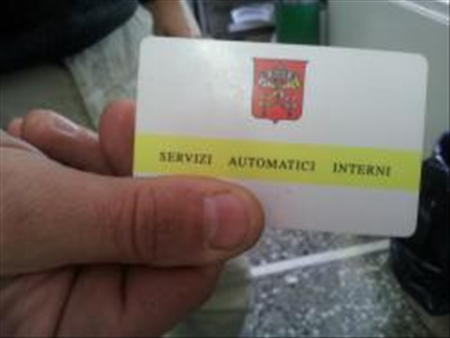 SERVIZI AUTOMATICI INTERNI